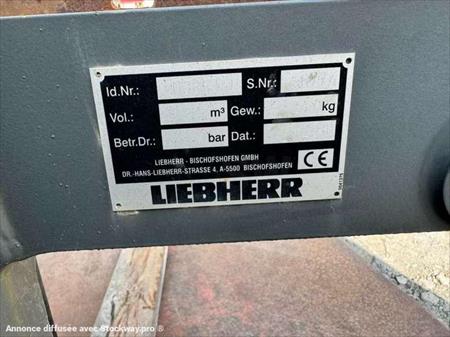 Id.Nr.: S.Nr.:
Vol.: m³ Gew.: kg
Betr.Dr.: bar Dat.:
LIEBHERR - BISCHOFSHOFEN GMBH
DR.-HANS-LIEBHERR-STRASSE 4, A-5500 BISCHOFSHOFEN
CE
LIEBHERR
Annonce diffusée avec Stockway.pro ®